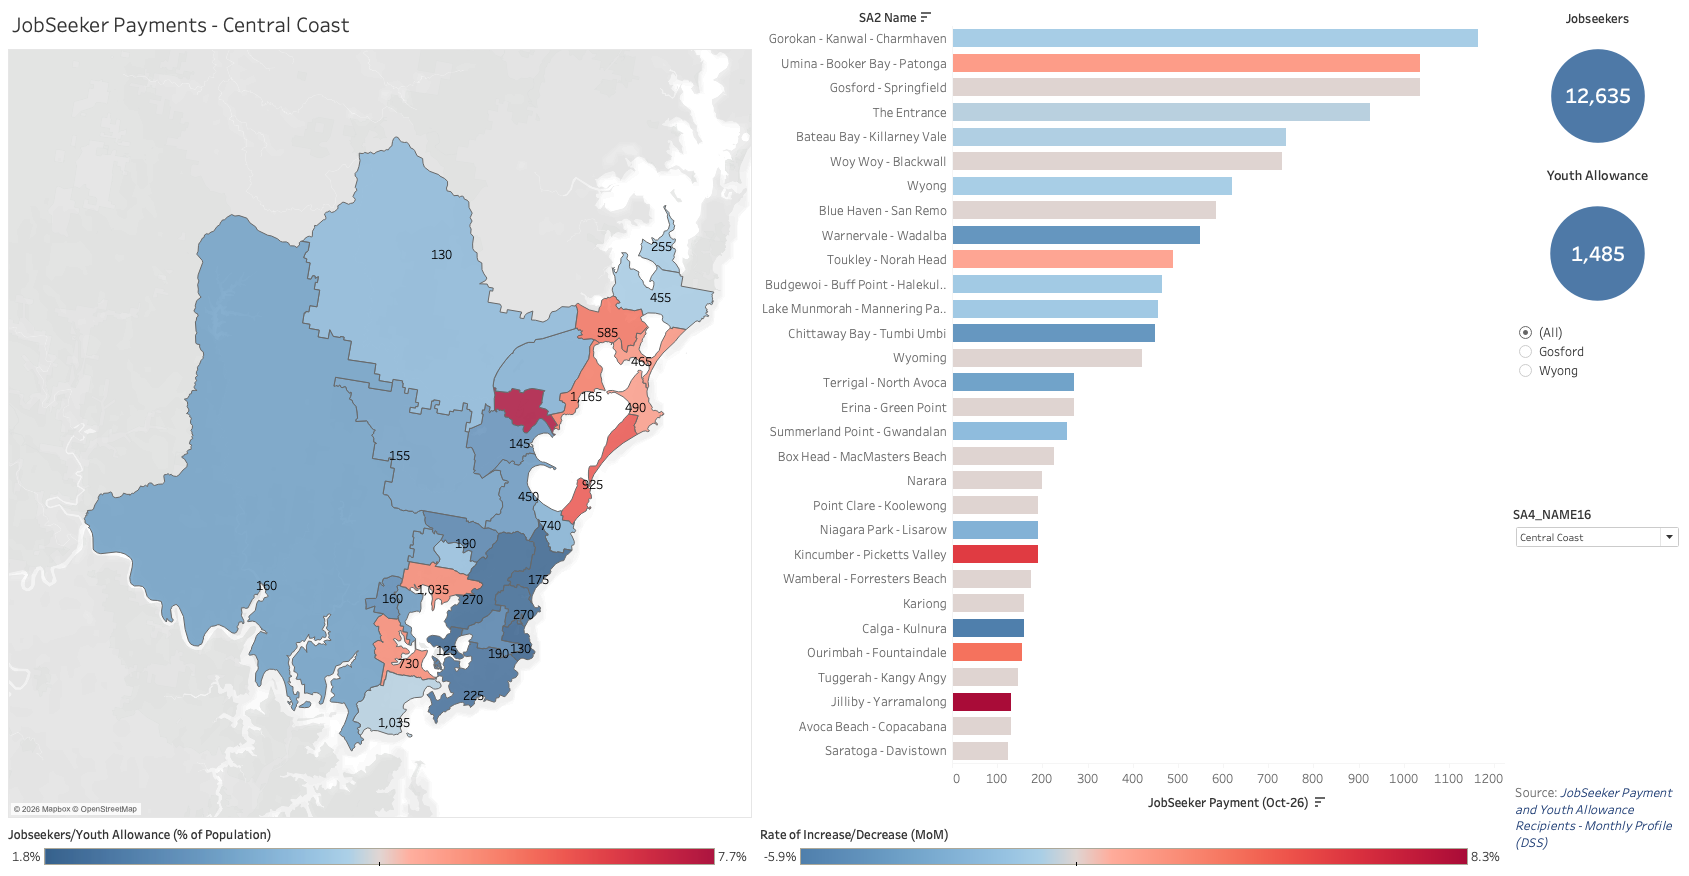 JobSeeker Payments - Central Coast
130
255
455
585
465
1,165
490
145
155
450
925
740
190
175
160
1,035
160
270
270
125
190
130
730
225
1,035
© 2026 Mapbox © OpenStreetMap
Jobseekers/Youth Allowance (% of Population)
1.8%
7.7%
SA2 Name
Gorokan - Kanwal - Charmhaven
Umina - Booker Bay - Patonga
Gosford - Springfield
The Entrance
Bateau Bay - Killarney Vale
Woy Woy - Blackwall
Wyong
Blue Haven - San Remo
Warnervale - Wadalba
Toukley - Norah Head
Budgewoi - Buff Point - Halekul..
Lake Munmorah - Mannering Pa..
Chittaway Bay - Tumbi Umbi
Wyoming
Terrigal - North Avoca
Erina - Green Point
Summerland Point - Gwandalan
Box Head - MacMasters Beach
Narara
Point Clare - Koolewong
Niagara Park - Lisarow
Kincumber - Picketts Valley
Wamberal - Forresters Beach
Kariong
Calga - Kulnura
Ourimbah - Fountaindale
Tuggerah - Kangy Angy
Jilliby - Yarramalong
Avoca Beach - Copacabana
Saratoga - Davistown
0 100 200 300 400 500 600 700 800 900 1000 1100 1200
JobSeeker Payment (Oct-26)
Rate of Increase/Decrease (MoM)
-5.9%
8.3%
Jobseekers
12,635
Youth Allowance
1,485
(All)
Gosford
Wyong
SA4_NAME16
Central Coast
Source: JobSeeker Payment
and Youth Allowance
Recipients - Monthly Profile
(DSS)